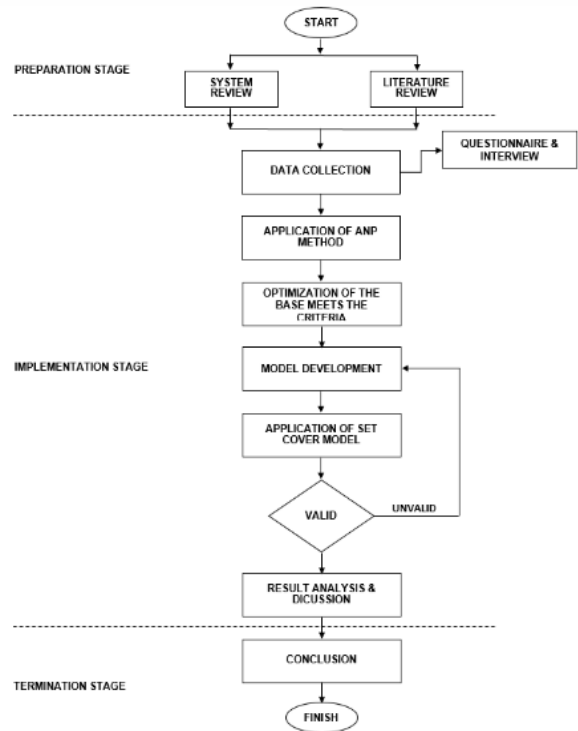 START
PREPARATION STAGE
SYSTEM
REVIEW
LITERATURE
REVIEW
QUESTIONNAIRE &
INTERVIEW
DATA COLLECTION
APPLICATION OF ANP
METHOD
OPTIMIZATION OF THE
BASE MEETS THE
CRITERIA
IMPLEMENTATION STAGE
MODEL DEVELOPMENT
APPLICATION OF SET
COVER MODEL
VALID
UNVALID
RESULT ANALYSIS &
DICUSSION
CONCLUSION
TERMINATION STAGE
FINISH